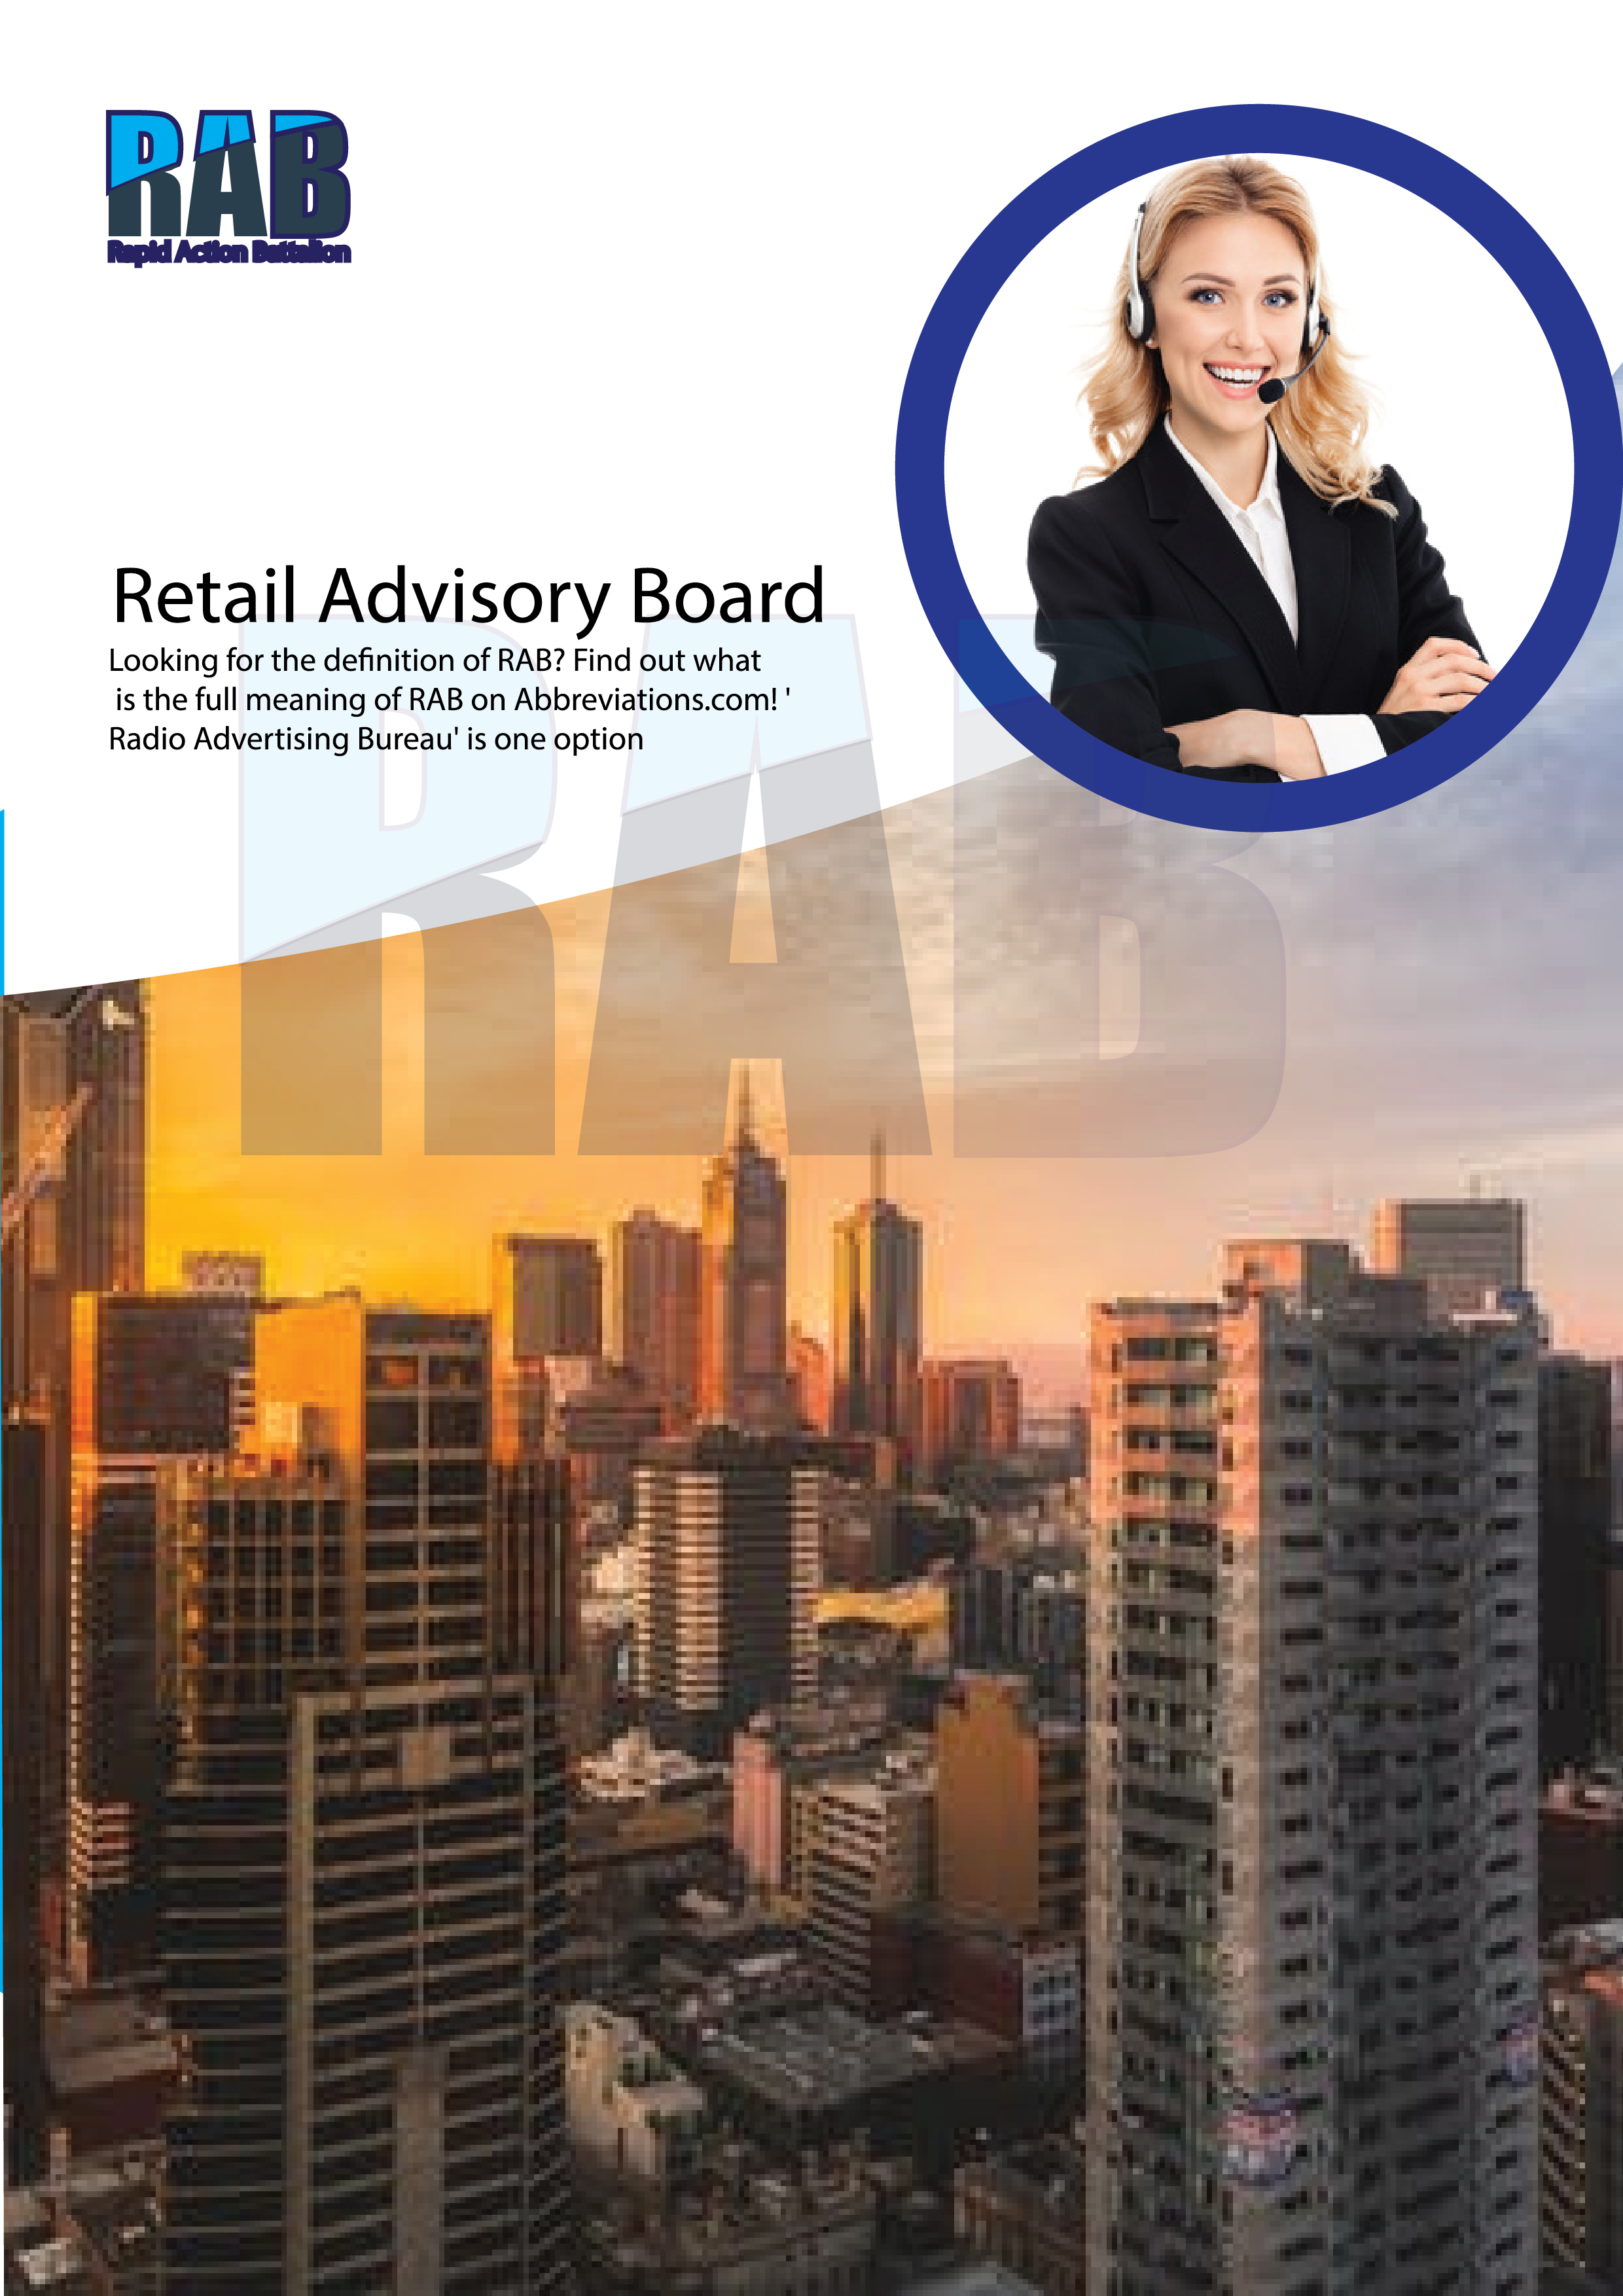 RAB
Rapid Action Battalion
Retail Advisory Board
Looking for the definition of RAB? Find out what
is the full meaning of RAB on Abbreviations.com! '
Radio Advertising Bureau' is one option
RAB